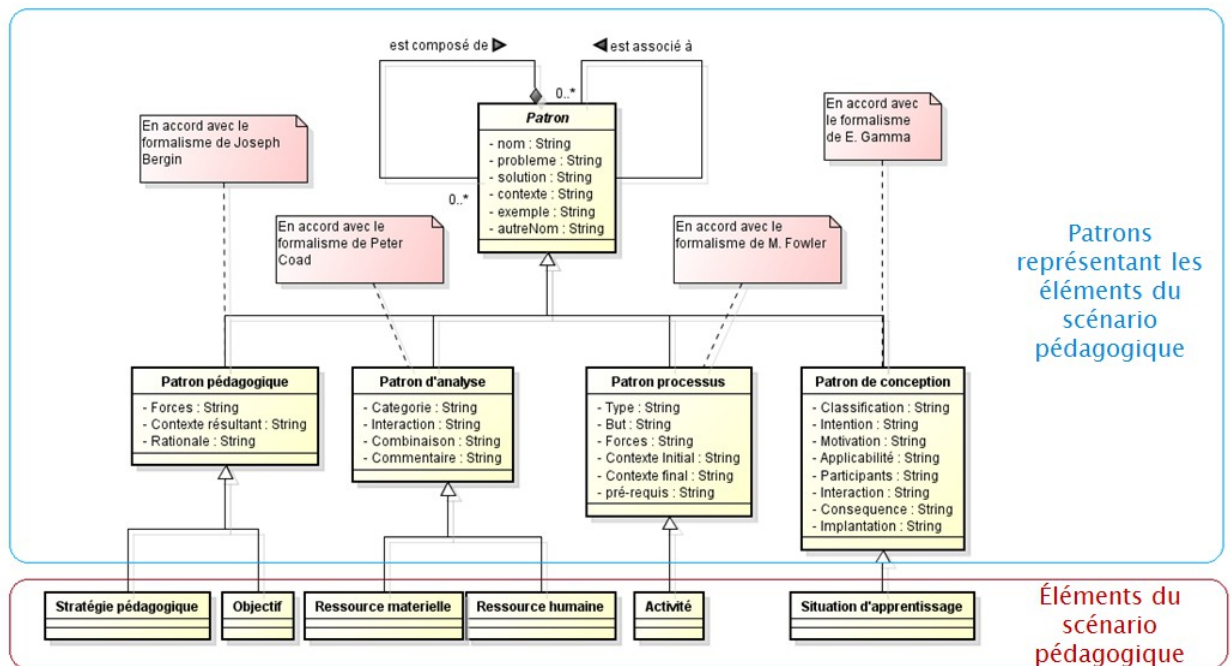 est composé de
est associé à
0..*
0..*
Patron
- nom : String
- probleme : String
- solution : String
- contexte : String
- exemple : String
- autreNom : String
En accord avec le
formalisme de Joseph
Bergin
En accord avec le
formalisme de Peter
Coad
En accord avec le
formalisme de M. Fowler
En accord avec
le formalisme
de E. Gamma
Patrons
représentant les
éléments du
scénario
pédagogique
Patron pédagogique
- Forces : String
- Contexte résultant : String
- Rationale : String
Patron d'analyse
- Categorie : String
- Interaction : String
- Combinaison : String
- Commentaire : String
Patron processus
- Type : String
- But : String
- Forces : String
- Contexte Initial : String
- Contexte final : String
- pré-requis : String
Patron de conception
- Classification : String
- Intention : String
- Motivation : String
- Applicabilité : String
- Participants : String
- Interaction : String
- Consequence : String
- Implantation : String
Stratégie pédagogique
Objectif
Ressource materielle
Ressource humaine
Activité
Situation d'apprentissage
Éléments du
scénario
pédagogique